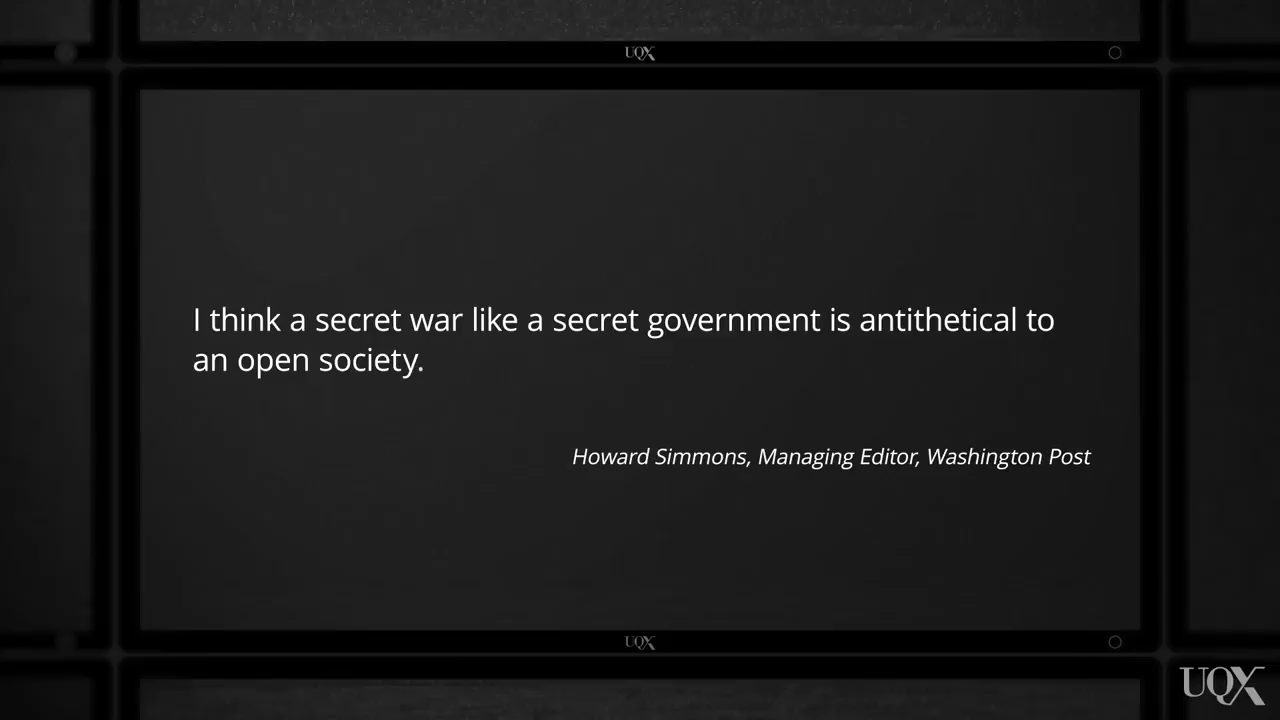 UQX
I think a secret war like a secret government is antithetical to
an open society.
Howard Simmons, Managing Editor, Washington Post
UQX
UQX